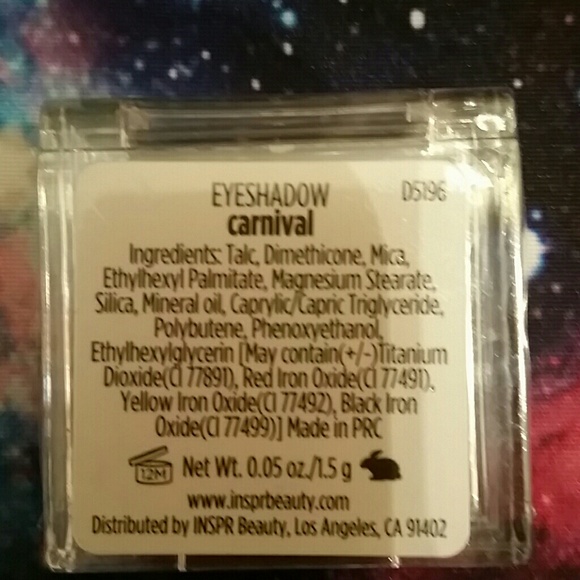 EYESHADOW D5196
carnival
Ingredients: Talc, Dimethicone, Mica,
Ethylhexyl Palmitate, Magnesium Stearate,
Silica, Mineral oil, Caprylic/Capric Triglyceride,
Polybutene, Phenoxyethanol,
Ethylhexylglycerin [May contain(+/-)Titanium
Dioxide(CI 77891), Red Iron Oxide(CI 77491),
Yellow Iron Oxide(CI 77492), Black Iron
Oxide(CI 77499)] Made in PRC
12M Net Wt. 0.05 oz./1.5 g
www.insprbeauty.com
Distributed by INSPR Beauty, Los Angeles, CA 91402